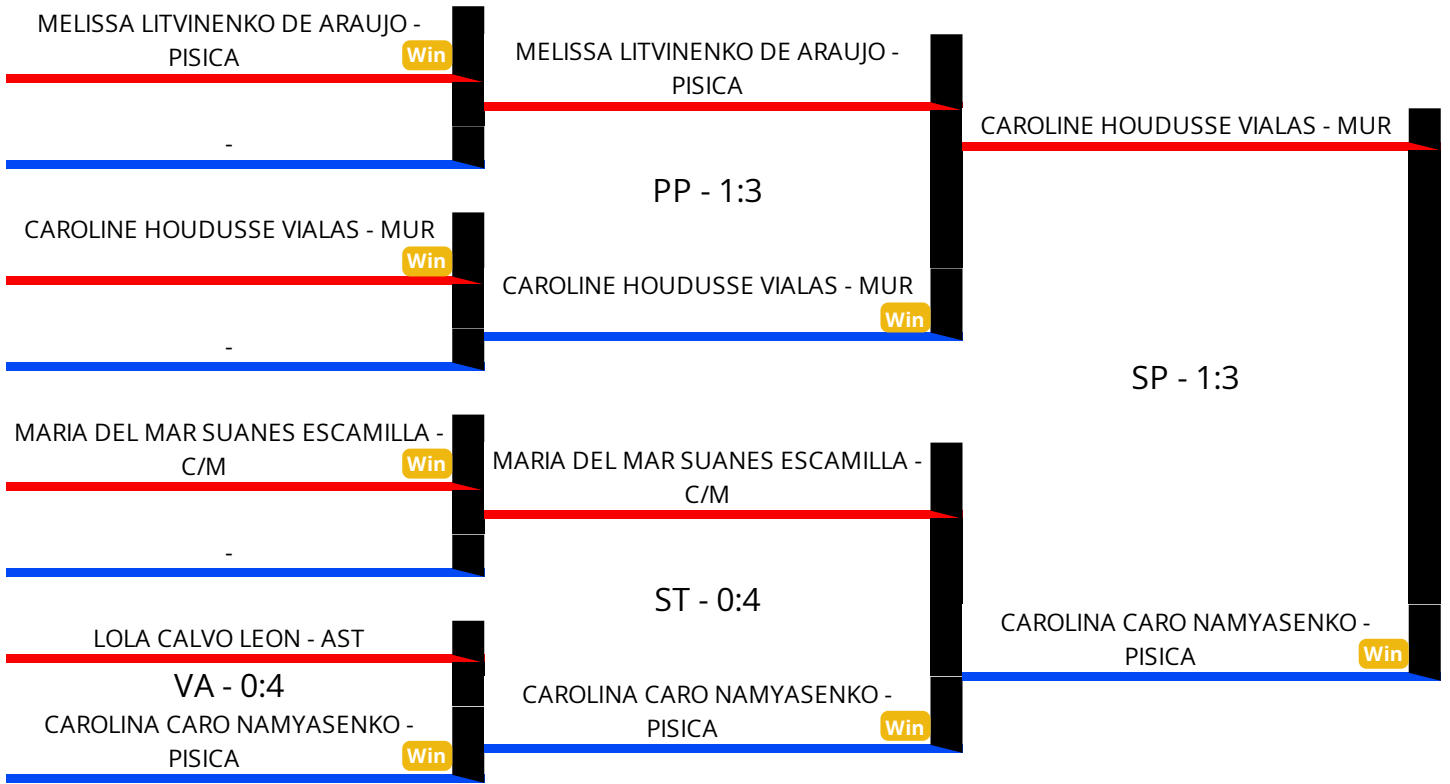 MELISSA LITVINENKO DE ARAUJO -
PISICA
Win
-
CAROLINE HOUDUSSE VIALAS - MUR
Win
-
MARIA DEL MAR SUANES ESCAMILLA -
C/M
Win
-
LOLA CALVO LEON - AST
VA - 0:4
CAROLINA CARO NAMYASENKO -
PISICA
Win
MELISSA LITVINENKO DE ARAUJO -
PISICA
PP - 1:3
CAROLINE HOUDUSSE VIALAS - MUR
Win
MARIA DEL MAR SUANES ESCAMILLA -
C/M
ST - 0:4
CAROLINA CARO NAMYASENKO -
PISICA
Win
CAROLINE HOUDUSSE VIALAS - MUR
SP - 1:3
CAROLINA CARO NAMYASENKO -
PISICA
Win